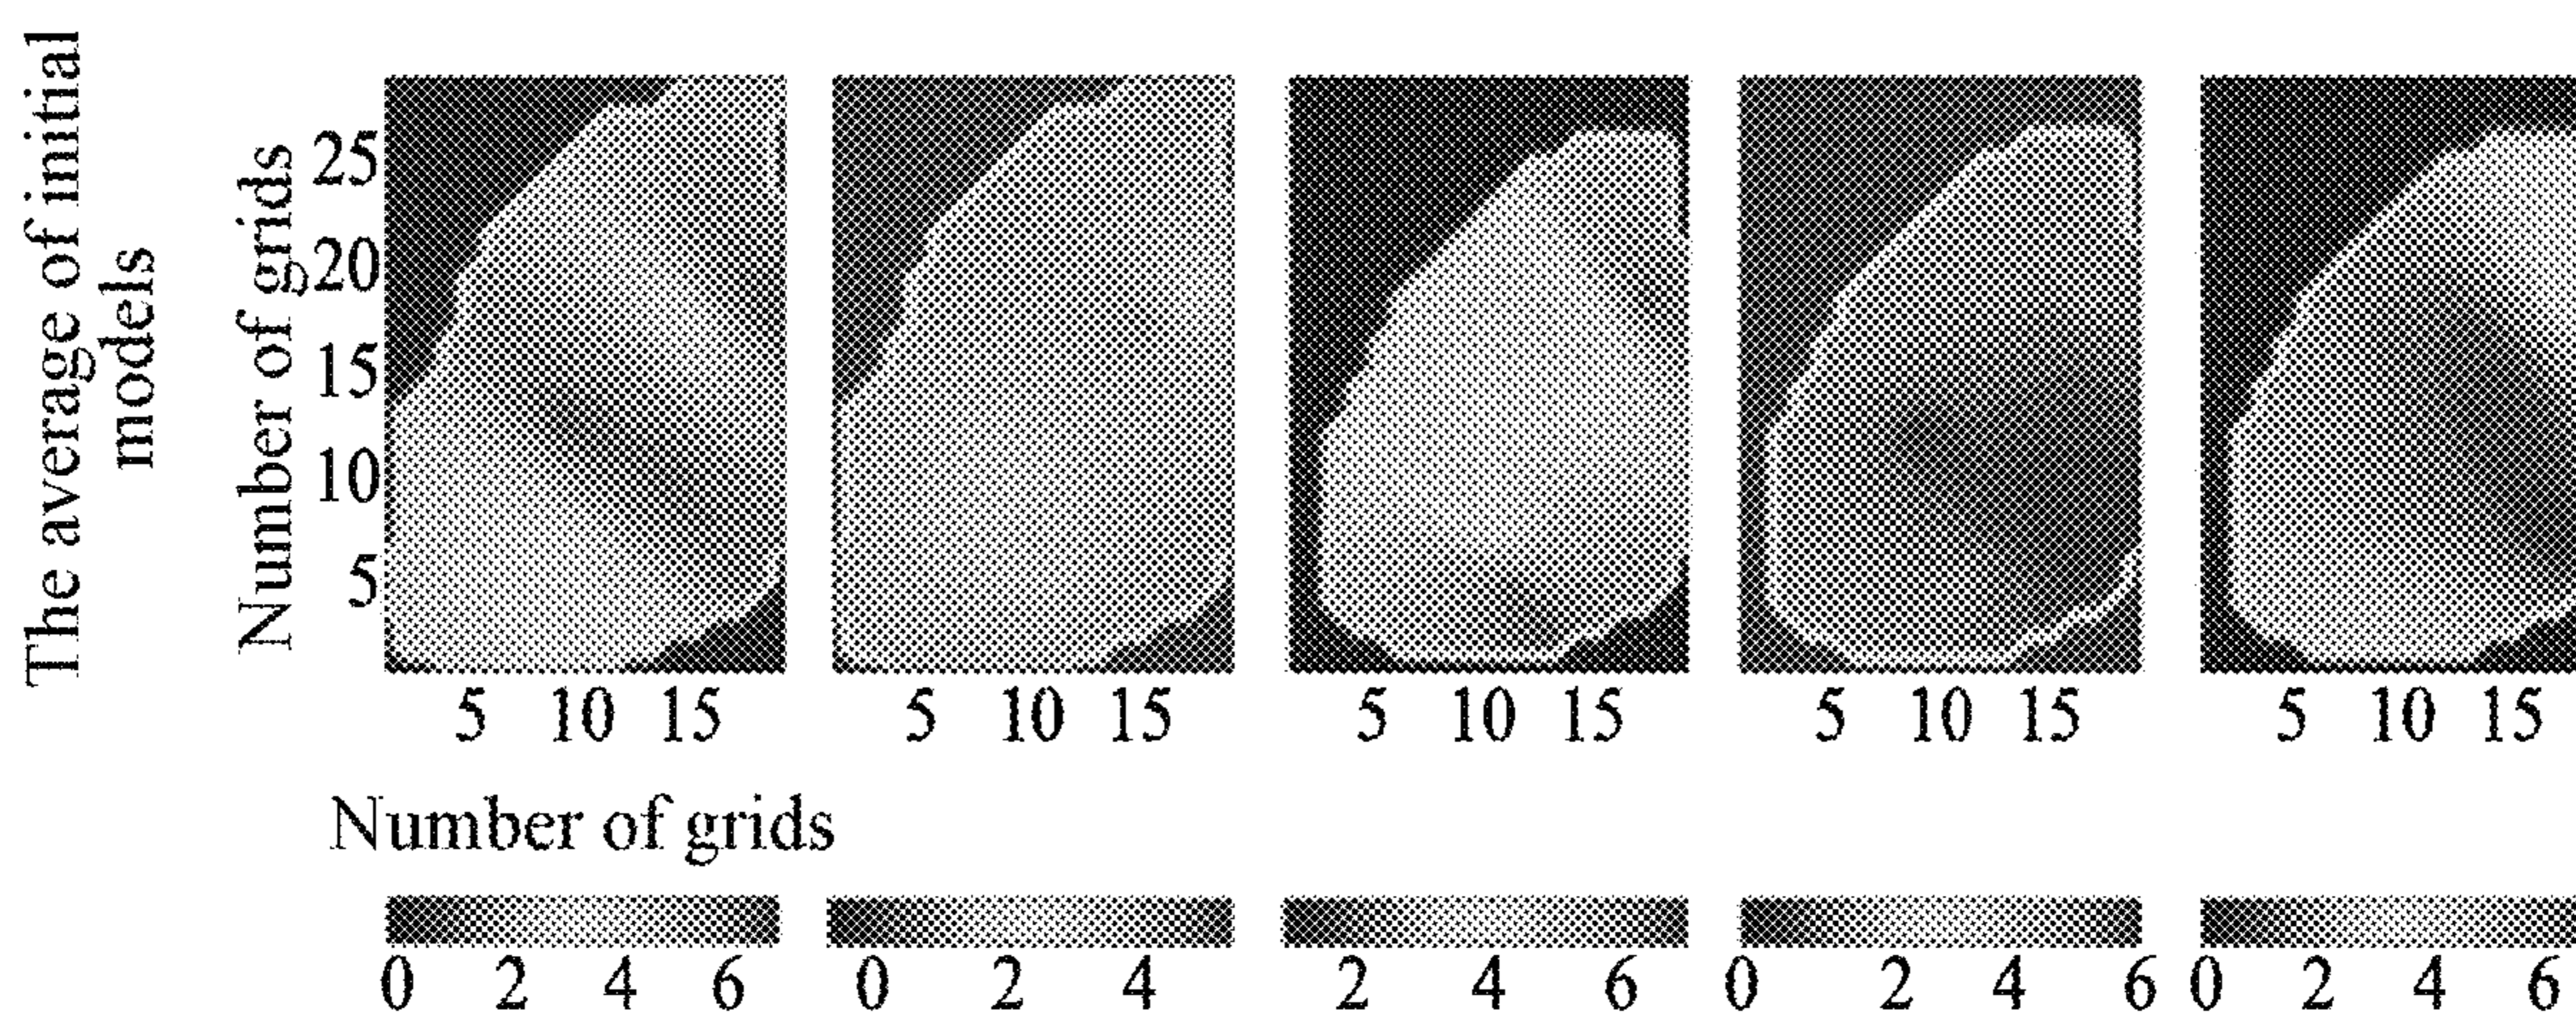 The average of initial
models
Number of grids
25
20
15
10
5
5 10 15 5 10 15 5 10 15 5 10 15 5 10 15
Number of grids
0 2 4 6 0 2 4 2 4 6 0 2 4 6 0 2 4 6